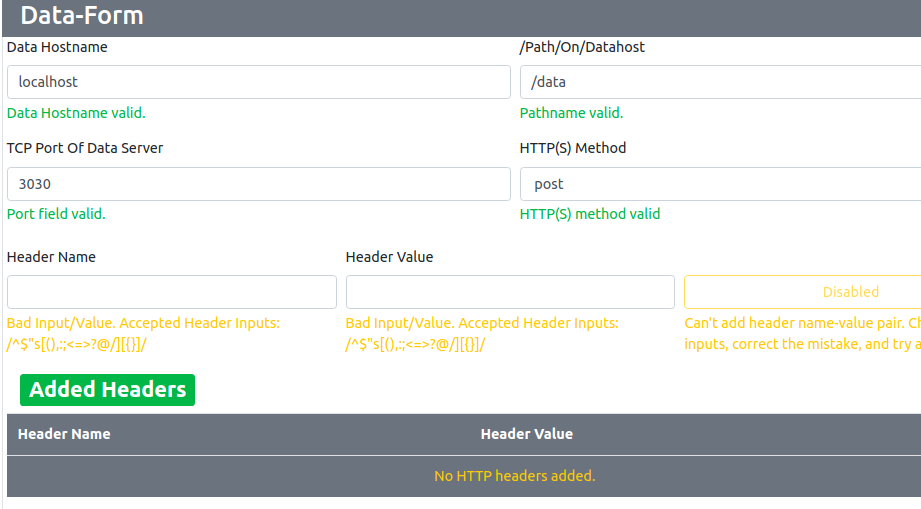 Data-Form
Data Hostname
/Path/On/Datahost
localhost
/data
Data Hostname valid.
Pathname valid.
TCP Port Of Data Server
HTTP(S) Method
3030
post
Port field valid.
HTTP(S) method valid
Header Name
Header Value
Disabled
Bad Input/Value. Accepted Header Inputs:
/^$"s[(),:;<=>?@/][{}]/
Bad Input/Value. Accepted Header Inputs:
/^$"s[(),:;<=>?@/][{}]/
Can't add header name-value pair.
inputs, correct the mistake, and try
Added Headers
Header Name
Header Value
No HTTP headers added.